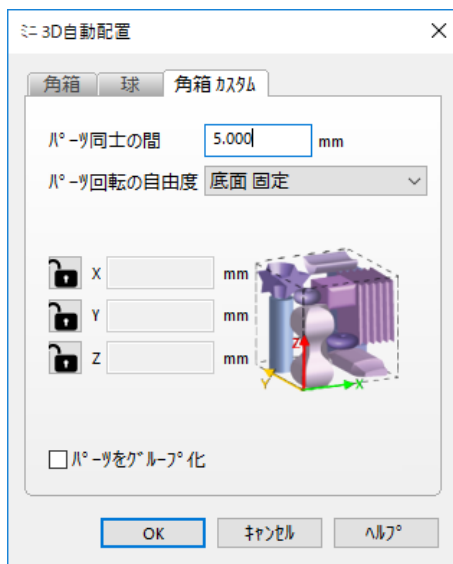 ﾐﾆ 3D自動配置
角箱 球 角箱 ｶｽﾀﾑ
ﾊﾟｰﾂ同士の間 5.000 mm
ﾊﾟｰﾂ回転の自由度 底面 固定
X mm
Y mm
Z mm
Z
Y X
ﾊﾟｰﾂをｸﾞﾙｰﾌﾟ化
OK ｷｬﾝｾﾙ ﾍﾙﾌﾟ